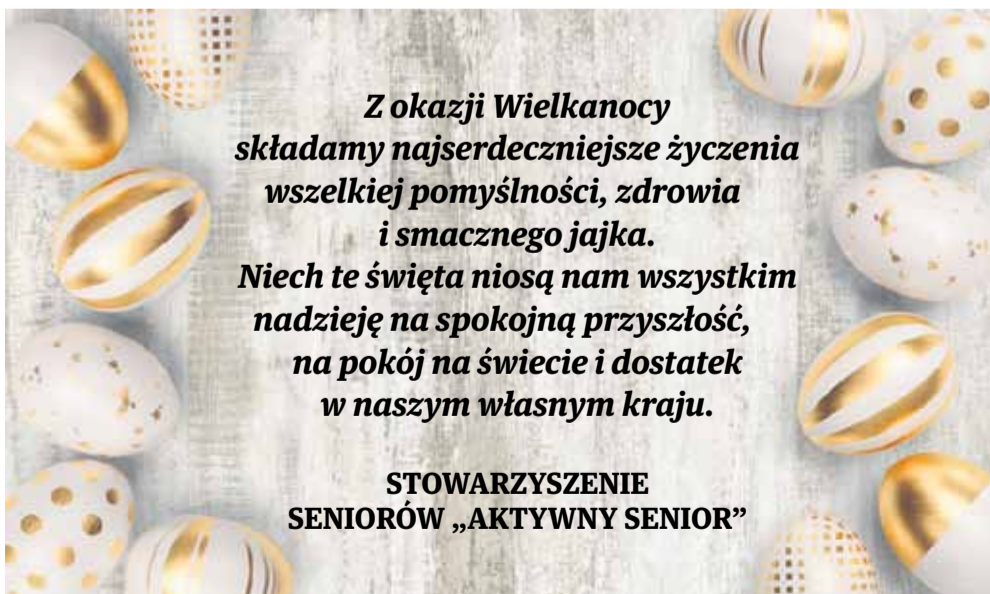 Z okazji Wielkanocy
składamy najserdeczniejsze życzenia
wszelkiej pomyślności, zdrowia
i smacznego jajka.
Niech te święta niosą nam wszystkim
nadzieję na spokojną przyszłość,
na pokój na świecie i dostatek
w naszym własnym kraju.
STOWARZYSZENIE
SENIORÓW „AKTYWNY SENIOR”